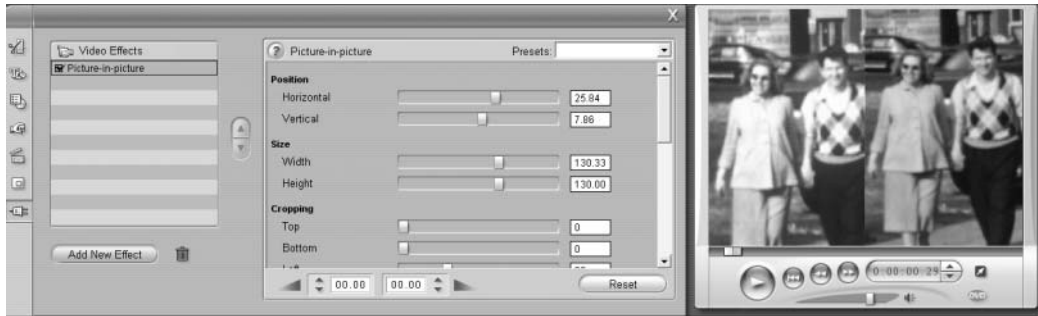 X
Video Effects
Picture-in-picture
Add New Effect
? Picture-in-picture
Presets:
Position
Horizontal 25.84
Vertical 7.86
Size
Width 130.33
Height 130.00
Cropping
Top 0
Bottom 0
Left
00.00 00.00
Reset
0:00:00.29
DVD